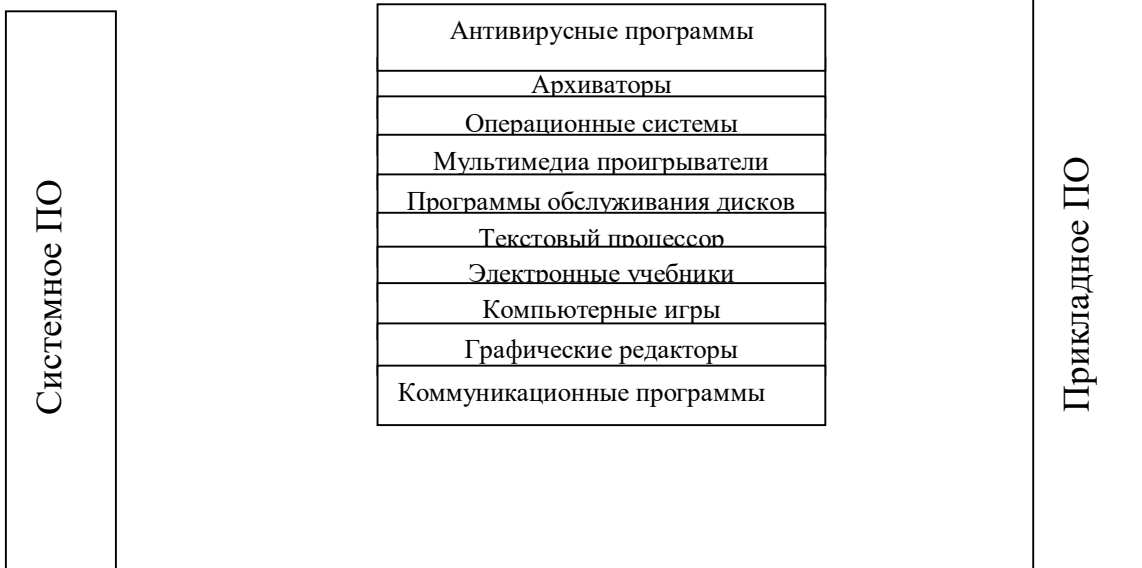 Системное ПО
Антивирусные программы
Архиваторы
Операционные системы
Мультимедиа проигрыватели
Программы обслуживания дисков
Текстовый процессор
Электронные учебники
Компьютерные игры
Графические редакторы
Коммуникационные программы
Прикладное ПО